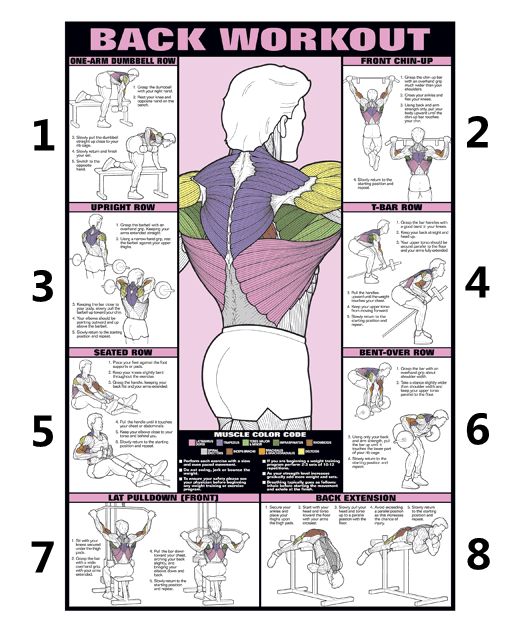 BACK WORKOUT
1
ONE-ARM DUMBBELL ROW
1. Grasp the dumbbell
with your right hand.
2. Rest your knee and
opposite hand on the
bench.
3. Slowly pull the dumbbell
straight up close to your
rib cage.
4. Slowly return and finish
your set.
5. Switch to the
opposite
hand.
2
FRONT CHIN-UP
1. Grasp the chin-up bar
with an overhand grip
much wider than your
shoulders.
2. Cross your ankles and
flex your knees.
3. Using back and arm
strength only, pull your
body upward until the
chin-up bar touches
your chin.
4. Slowly return to the
starting position and
repeat.
3
UPRIGHT ROW
1. Grasp the barbell with an
overhand grip. Keeping your
arms extended straight.
2. Using a narrow hand grip, rest
the barbell against your upper
thighs.
3. Keeping the bar close to
your body, slowly pull the
barbell up toward your chin.
4. Your elbows should be
pointing outward and up
above the barbell.
5. Slowly return to the starting
position and repeat.
4
T-BAR ROW
1. Grasp the bar handles with
a good bend in your knees.
2. Keep your back straight and
head up.
3. Pull the handles
upward until the weight
touches your chest.
4. Keep your upper torso
from moving forward.
5. Slowly return to the
starting position and
repeat.
5
SEATED ROW
1. Place your feet against the foot
supports or pads.
2. Keep your knees slightly bent
throughout the exercise.
3. Grasp the handle, keeping your
back flat and your arms extended.
4. Pull the handle until it touches
your chest or abdomen.
5. Keep your elbows close to your
torso and behind you.
6. Slowly return to the starting
position and repeat.
6
BENT-OVER ROW
1. Grasp the bar with an
overhand grip about
shoulder width.
2. Take a stance slightly wider
than shoulder width and
keep your upper torso
parallel to the floor.
3. Using only your back
and arm strength, pull
the bar up until it
touches the lower part
of your rib cage.
4. Slowly return to the
starting position
and repeat.
MUSCLE COLOR CODE
LATISSIMUS DORSI
TRAPEZIUS
TERES MAJOR & MINOR
INFRASPINATUS
RHOMBOIDS
SPINAL ERECTORS
BICEPS BRACHII
BRACHIALIS & BRACHIORADIALIS
DELTOIDS
Perform each exercise with a slow
and even paced movement.
Do not swing, jerk or bounce the
weight.
To ensure your safety please see
your physician before beginning
any weight training or exercise
program.
If you are beginning a weight training
program perform 2-3 sets of 10-12
repetitions.
As your strength level increases
gradually add more weight and sets.
Breathing typically goes as follows:
inhale before starting the movement
and exhale at the finish.
7
LAT PULLDOWN (FRONT)
1. Sit with your
knees secured
under the thigh
pads.
2. Grasp the bar
with a wide
overhand grip
with your arms
extended.
3. Pull the bar down
toward your chest,
arching your back
slightly, and
bringing your
elbows down and
back.
5. Slowly return to the
starting position
and repeat.
8
BACK EXTENSION
1. Secure your
ankles and
place your
thighs upon
the thigh pads.
2. Start with your
head and torso
toward the floor
with your arms
crossed.
3. Slowly pull your
head and torso
up to a parallel
position with the
floor.
4. Avoid exceeding
a parallel position
as this increases
the chance of
injury.
5. Slowly return
to the starting
position and
repeat.